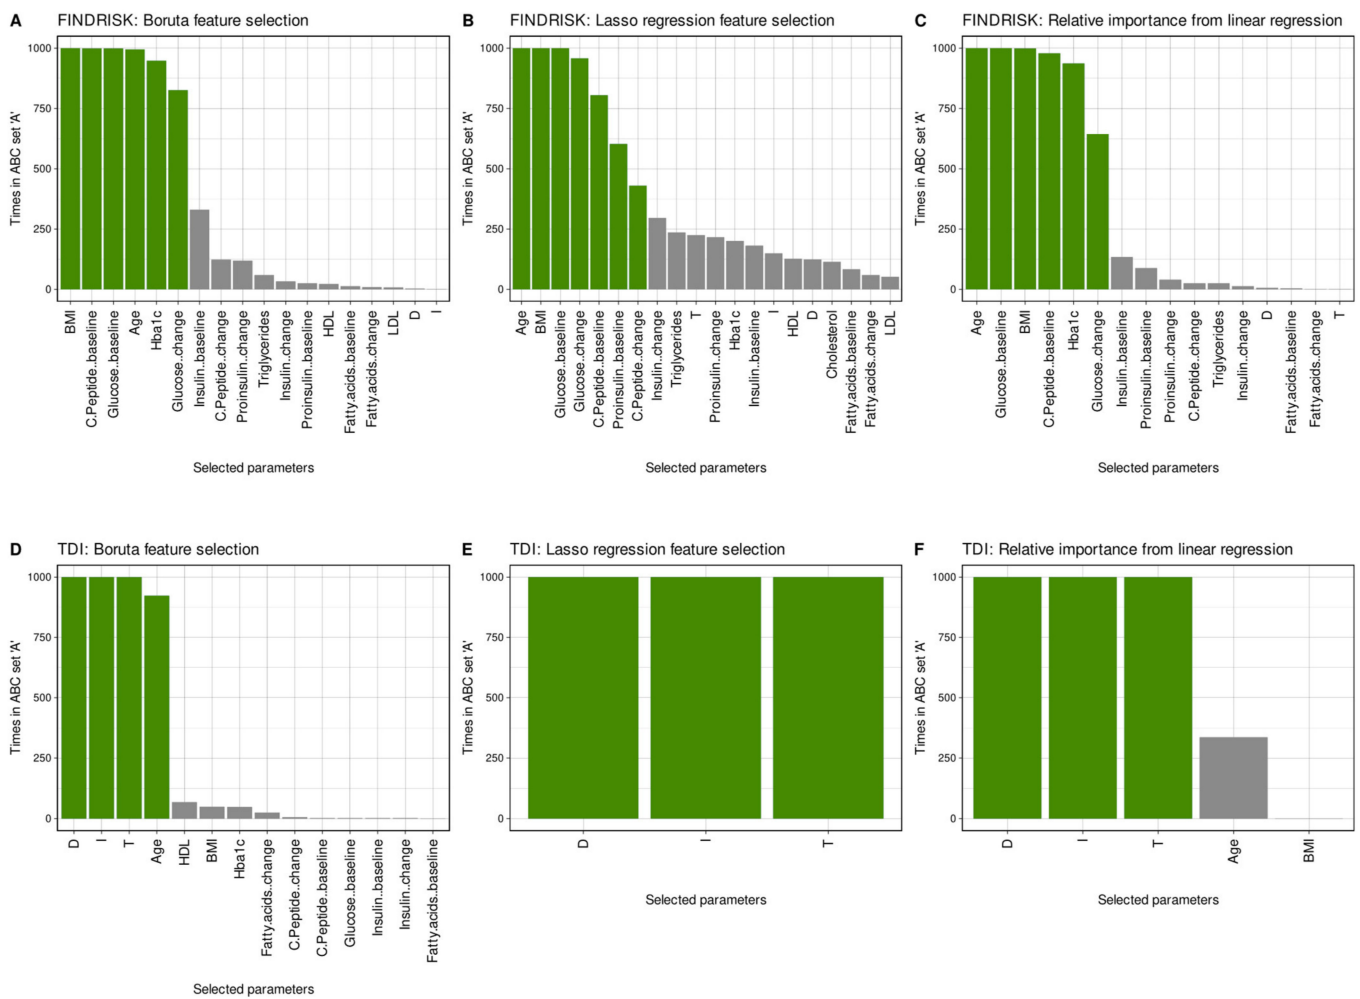 A FINDRISK: Boruta feature selection
Times in ABC set 'A'
1000
750
500
250
0
BMI
C.Peptide..baseline
Glucose..baseline
Age
Hba1c
Glucose..change
Insulin..baseline
C.Peptide..change
Proinsulin..change
Triglycerides
Insulin..change
Proinsulin..baseline
HDL
Fatty.acids..baseline
Fatty.acids..change
LDL
D
I
Selected parameters
B FINDRISK: Lasso regression feature selection
Times in ABC set 'A'
1000
750
500
250
0
Age
BMI
Glucose..baseline
Glucose..change
C.Peptide..baseline
Proinsulin..baseline
C.Peptide..change
Insulin..change
Triglycerides
T
Proinsulin..change
Hba1c
Insulin..baseline
I
HDL
D
Cholesterol
Fatty.acids..baseline
Fatty.acids..change
LDL
Selected parameters
C FINDRISK: Relative importance from linear regression
Times in ABC set 'A'
1000
750
500
250
0
Age
Glucose..baseline
BMI
C.Peptide..baseline
Hba1c
Glucose..change
Insulin..baseline
Proinsulin..baseline
Proinsulin..change
C.Peptide..change
Triglycerides
Insulin..change
D
Fatty.acids..baseline
Fatty.acids..change
T
Selected parameters
D TDI: Boruta feature selection
Times in ABC set 'A'
1000
750
500
250
0
D
I
T
Age
HDL
BMI
Hba1c
Fatty.acids..change
C.Peptide..change
C.Peptide..baseline
Glucose..baseline
Insulin..baseline
Insulin..change
Fatty.acids..baseline
Selected parameters
E TDI: Lasso regression feature selection
Times in ABC set 'A'
1000
750
500
250
0
D
I
T
Selected parameters
F TDI: Relative importance from linear regression
Times in ABC set 'A'
1000
750
500
250
0
D
I
T
Age
BMI
Selected parameters